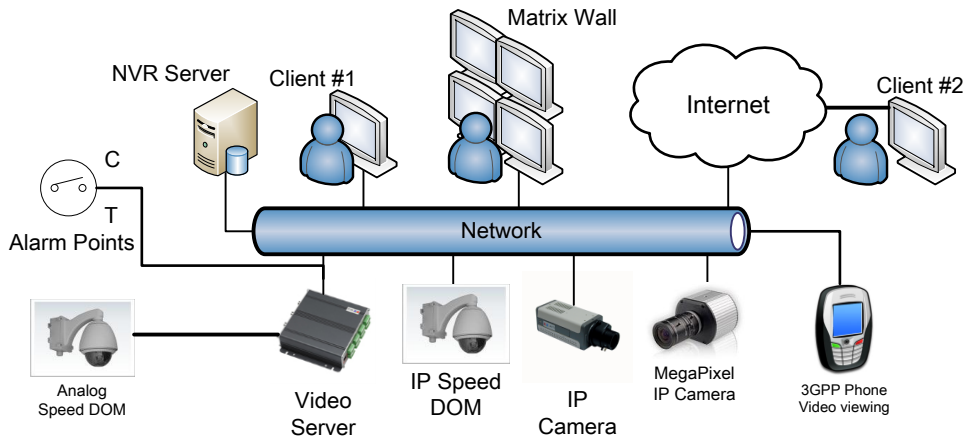 Matrix Wall
NVR Server
Client #1
Internet
Client #2
C
T
Alarm Points
Network
Analog
Speed DOM
Video
Server
IP Speed
DOM
IP
Camera
MegaPixel
IP Camera
3GPP Phone
Video viewing